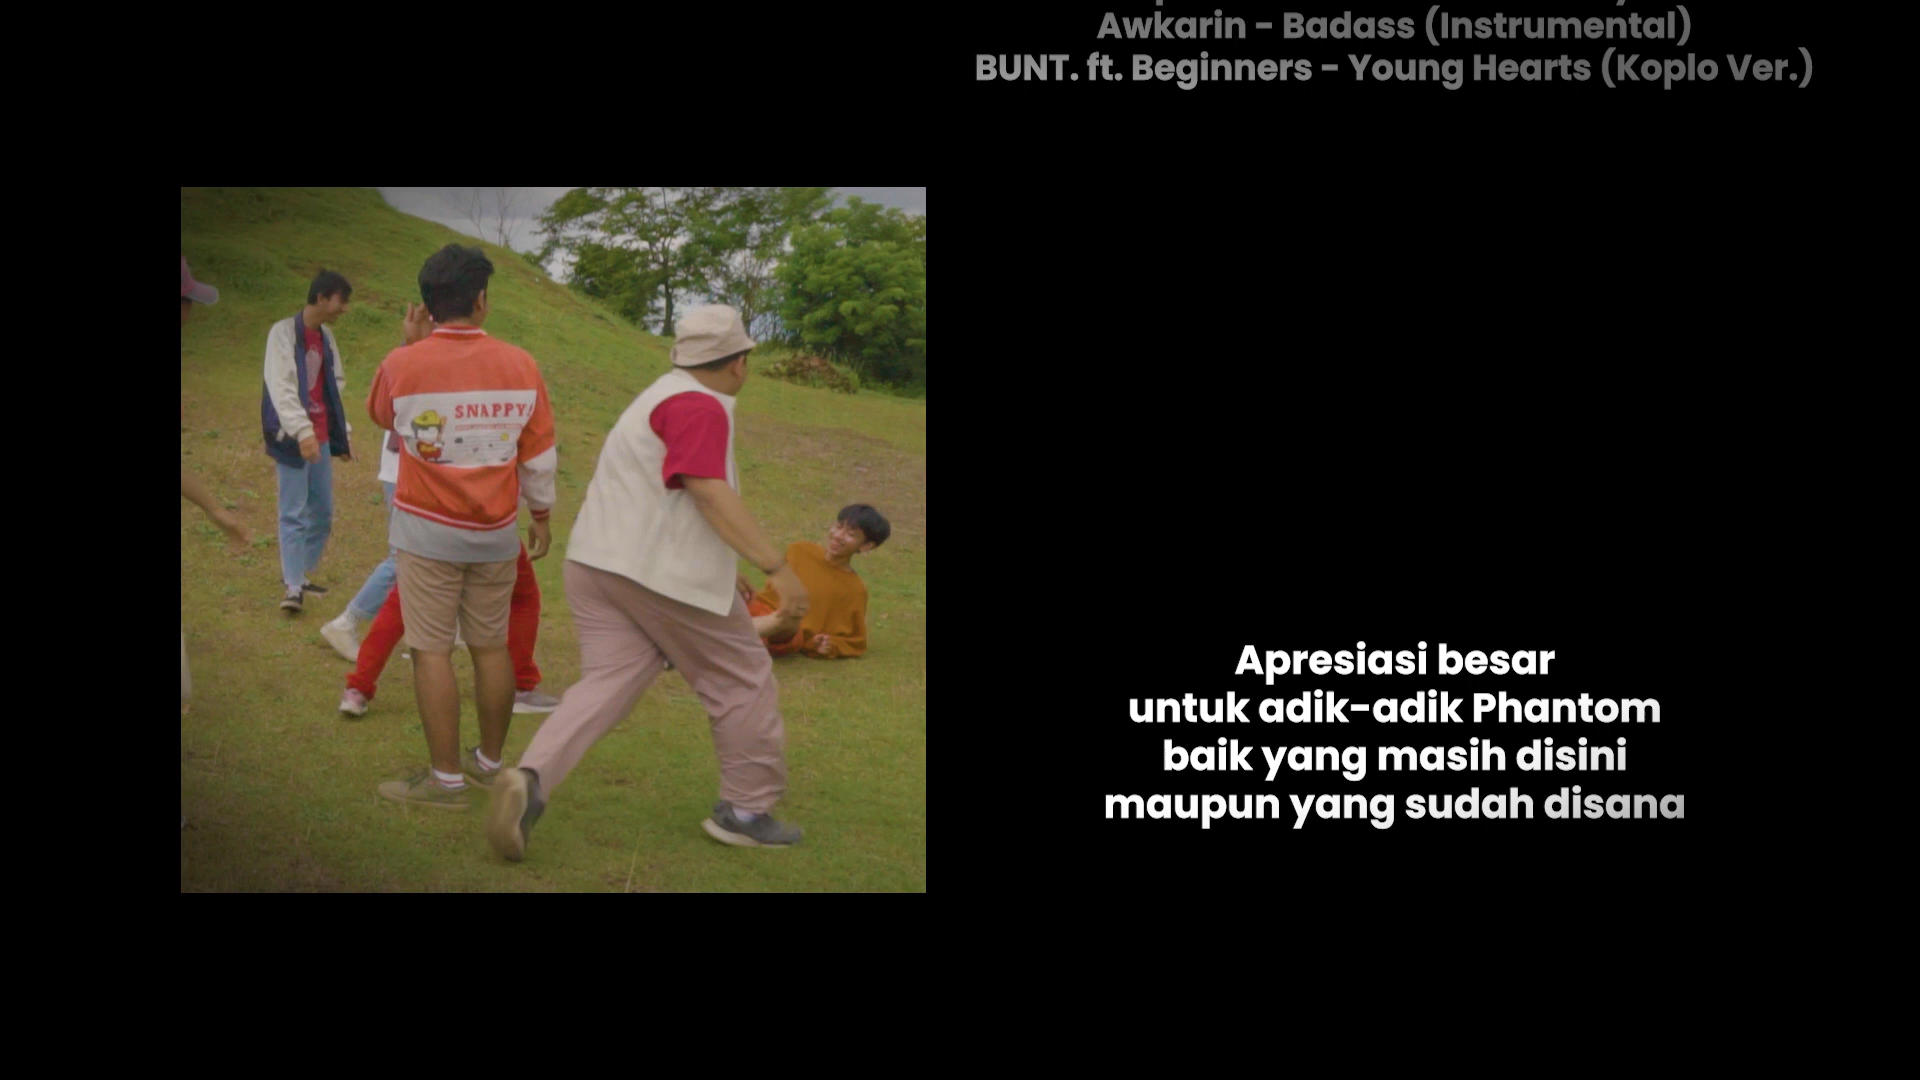 Awkarin - Badass (Instrumental)
BUNT. ft. Beginners - Young Hearts (Koplo Ver.)
SNAPPY!
Apresiasi besar
untuk adik-adik Phantom
baik yang masih disini
maupun yang sudah disana